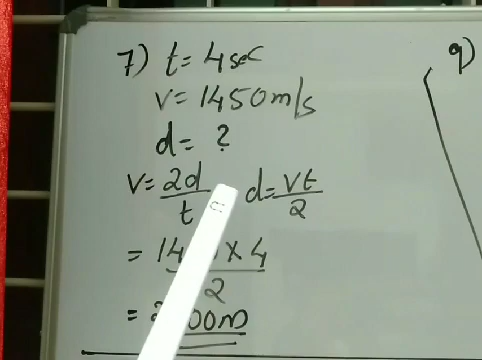 7) t = 4 sec
v = 1450 m/s
d = ?
v = 2d / t = d = vt / 2
= 14 × 4 / 2
= 00m
9)